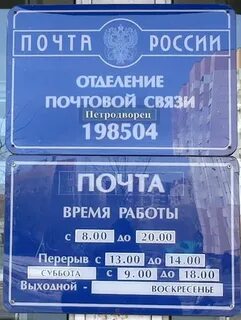 ПОЧТА РОССИИ
ОТДЕЛЕНИЕ
ПОЧТОВОЙ СВЯЗИ
Петродворец
198504
ПОЧТА
ВРЕМЯ РАБОТЫ
с 8.00 до 20.00
Перерыв с 13.00 до 14.00
СУББОТА с 9.00 до 18.00
Выходной - ВОСКРЕСЕНЬЕ